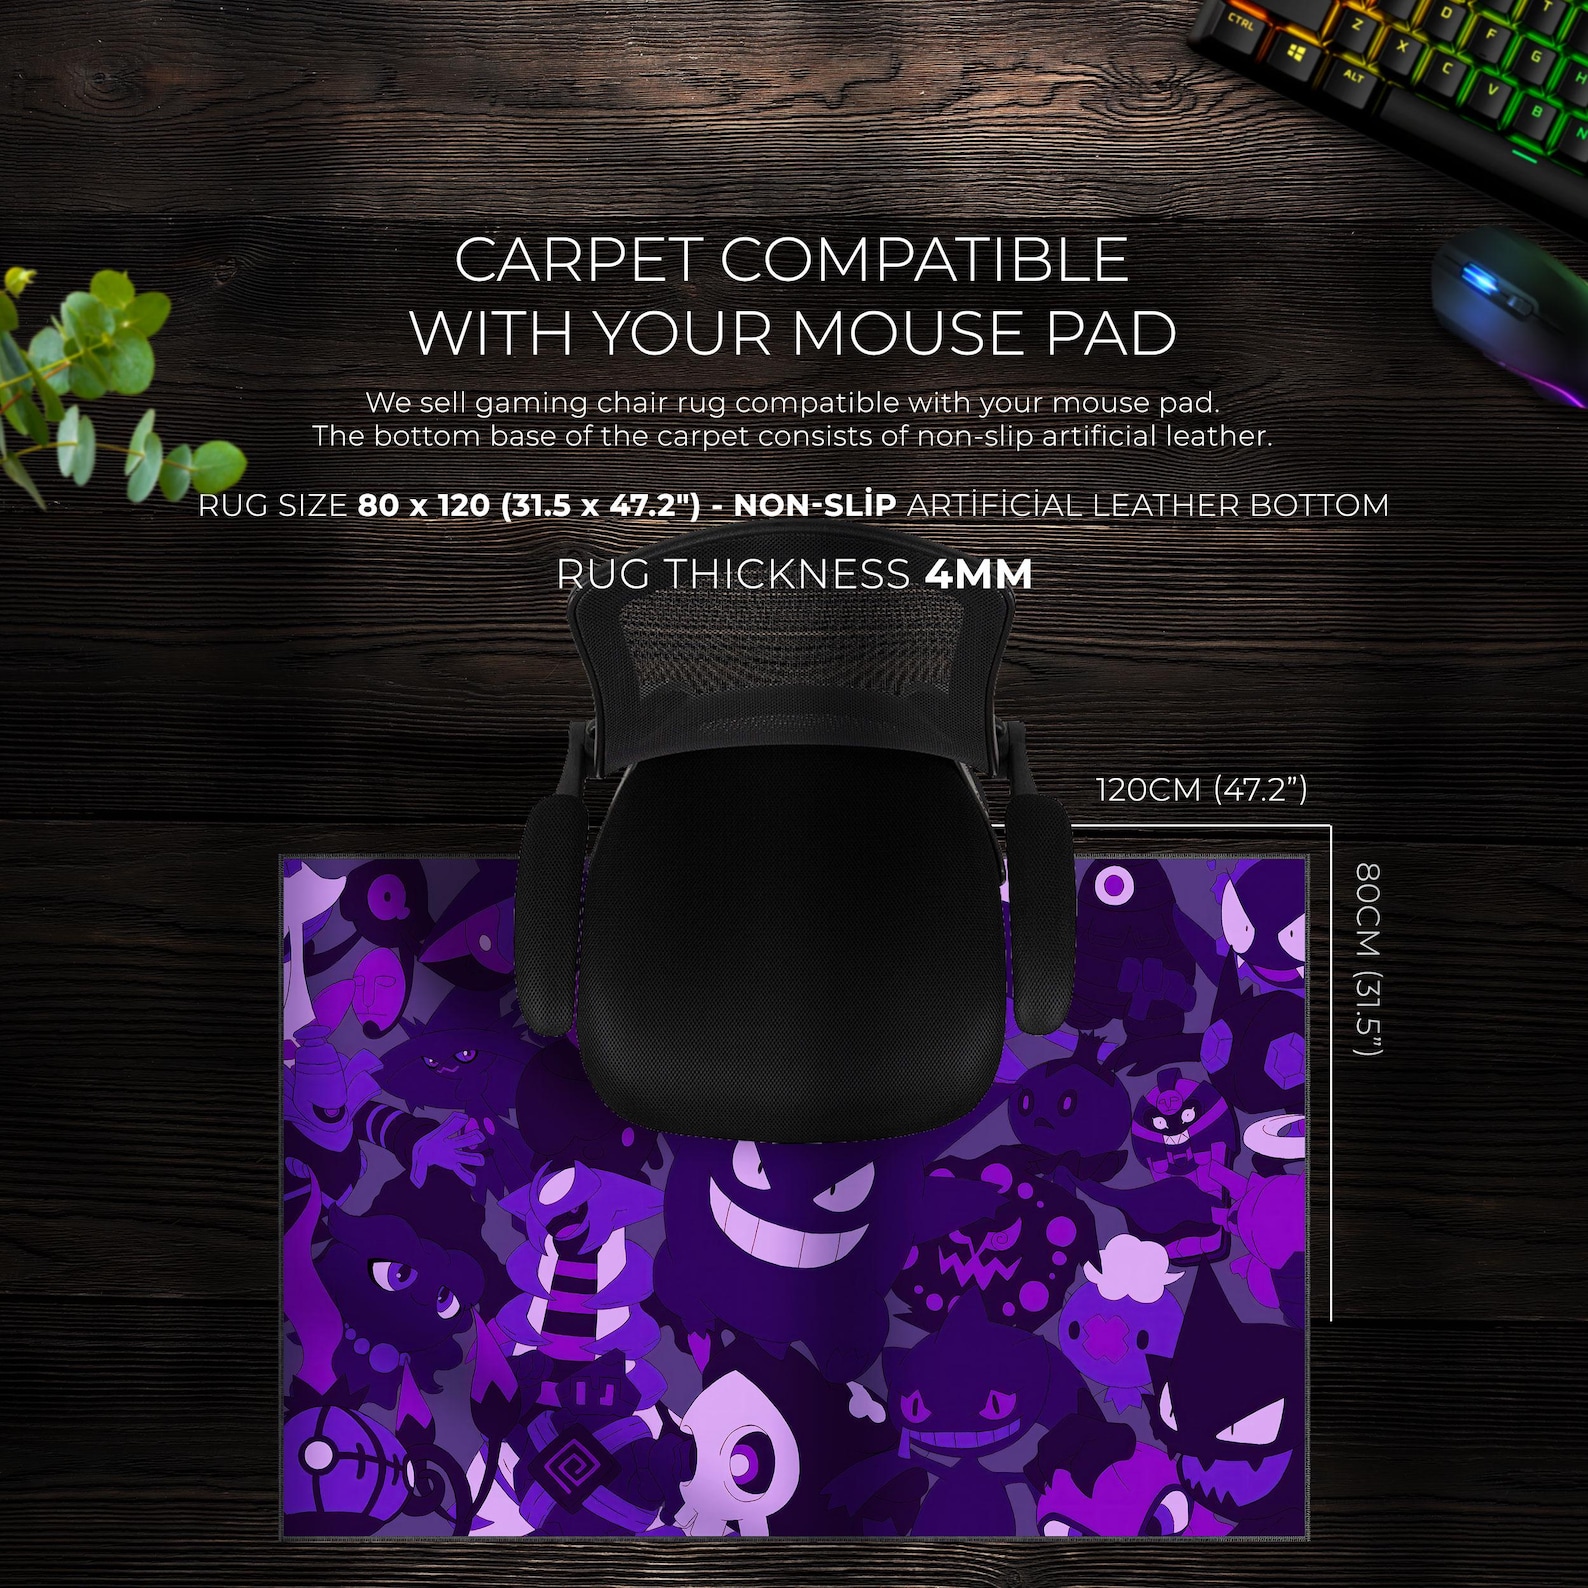 CTRL
ALT
Z
X
C
V
B
N
D
F
G
H
T
CARPET COMPATIBLE
WITH YOUR MOUSE PAD
We sell gaming chair rug compatible with your mouse pad.
The bottom base of the carpet consists of non-slip artificial leather.
RUG SIZE 80 x 120 (31.5 x 47.2") - NON-SLİP ARTİFİCİAL LEATHER BOTTOM
RUG THICKNESS 4MM
120CM (47.2”)
80CM (31.5”)